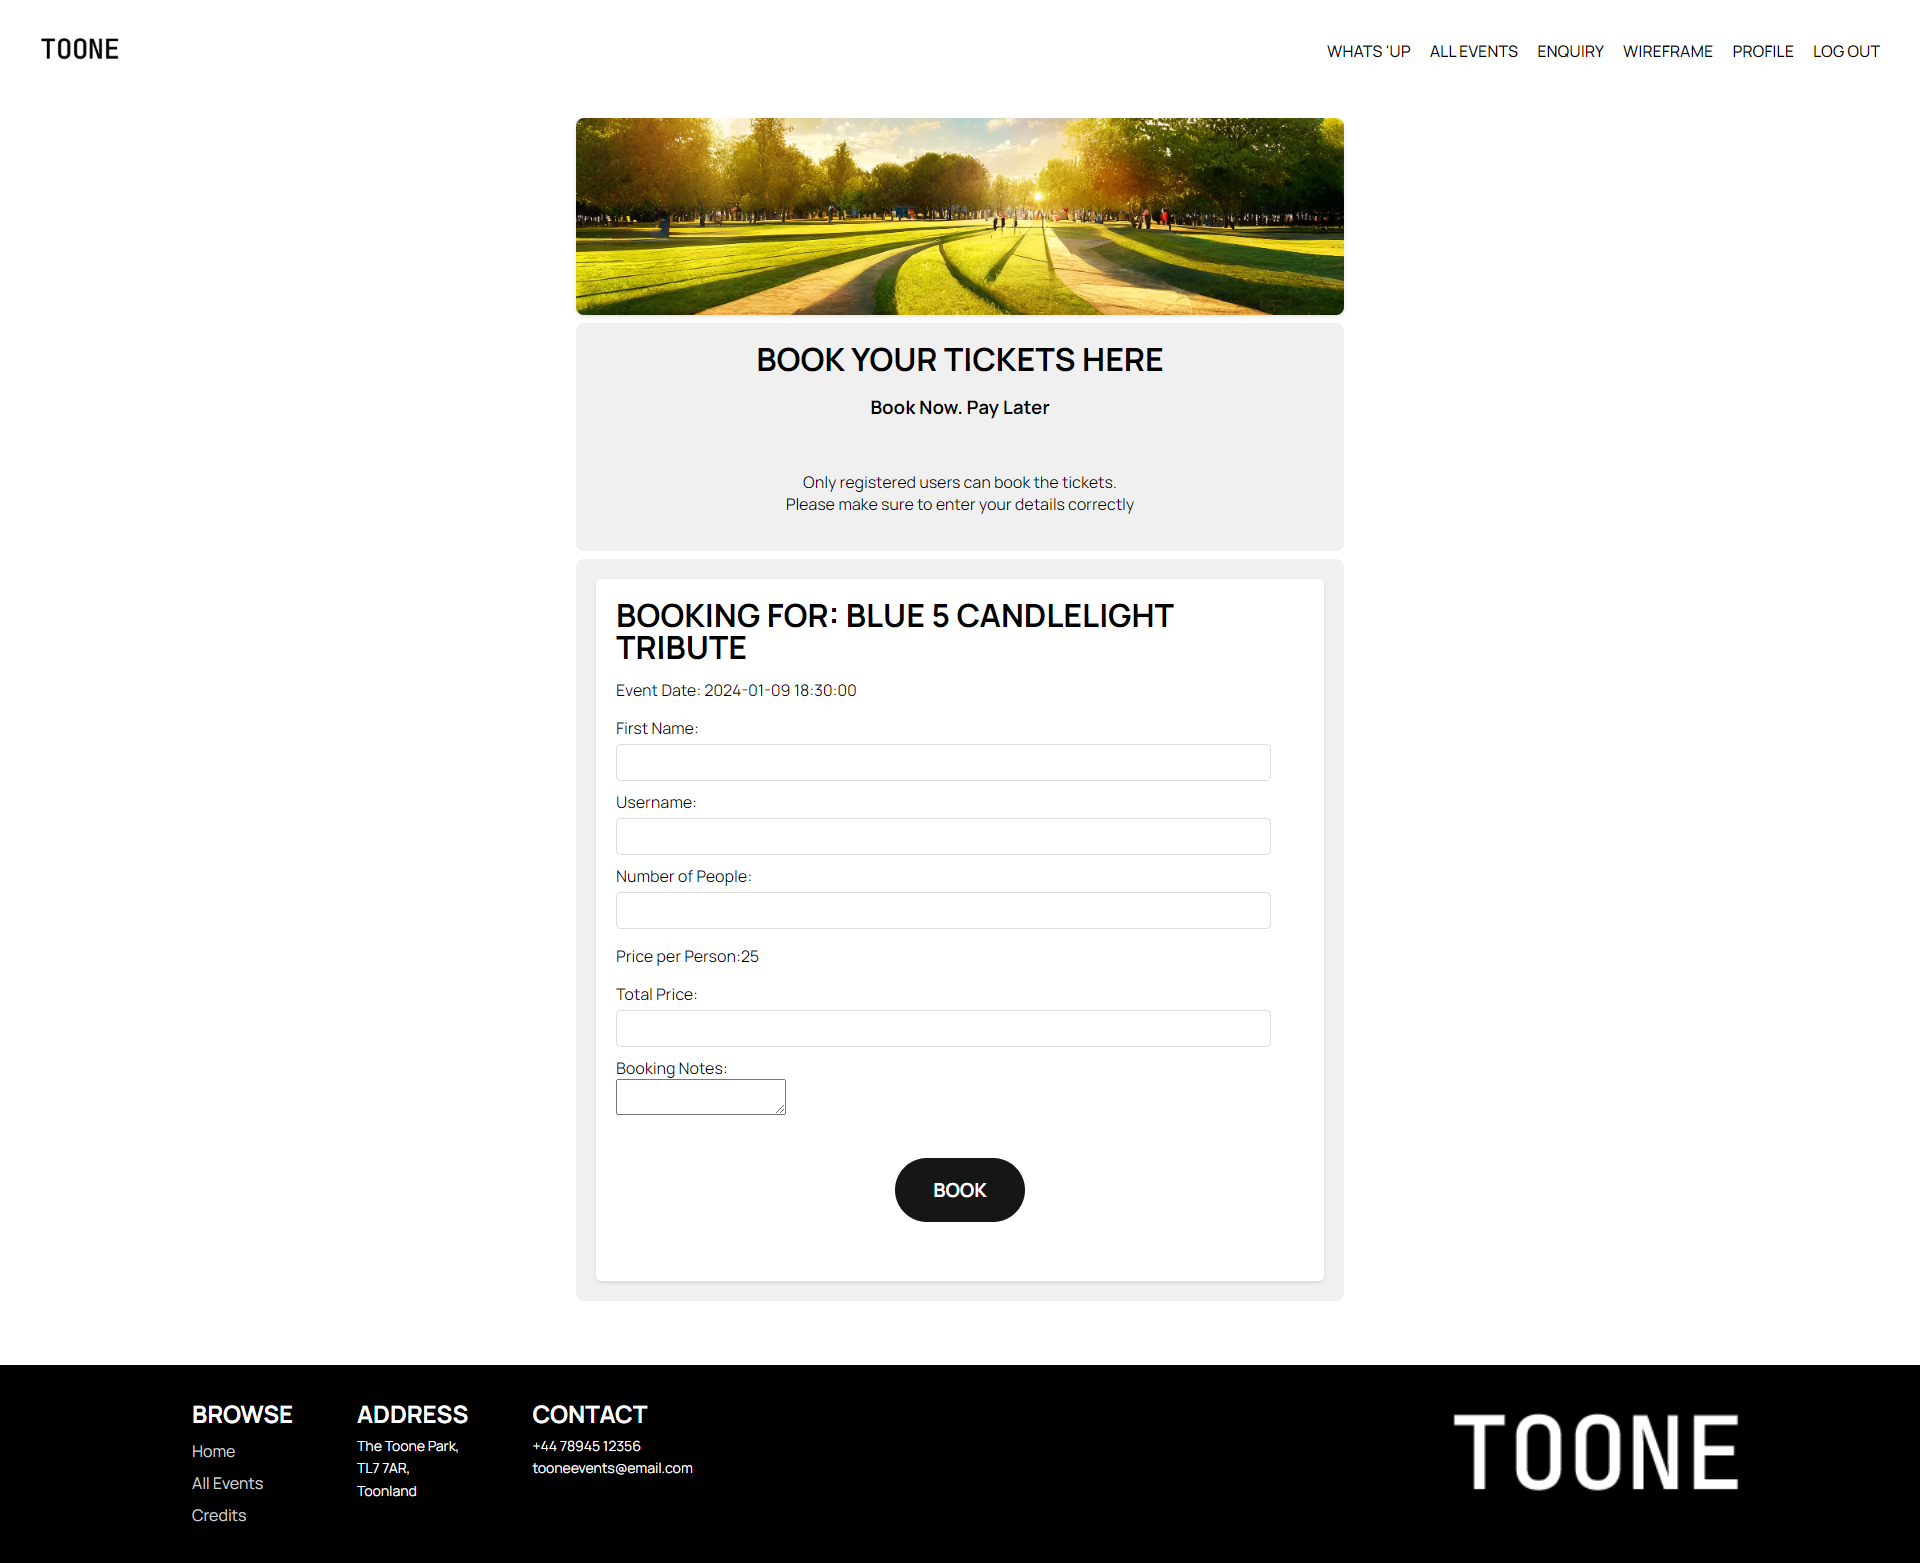 TOONE
WHATS 'UP ALL EVENTS ENQUIRY WIREFRAME PROFILE LOG OUT
BOOK YOUR TICKETS HERE
Book Now. Pay Later
Only registered users can book the tickets.
Please make sure to enter your details correctly
BOOKING FOR: BLUE 5 CANDLELIGHT
TRIBUTE
Event Date: 2024-01-09 18:30:00
First Name:
Username:
Number of People:
Price per Person:25
Total Price:
Booking Notes:
BOOK
BROWSE
Home
All Events
Credits
ADDRESS
The Toone Park,
TL7 7AR,
Toonland
CONTACT
+44 78945 12356
tooneevents@email.com
TOONE